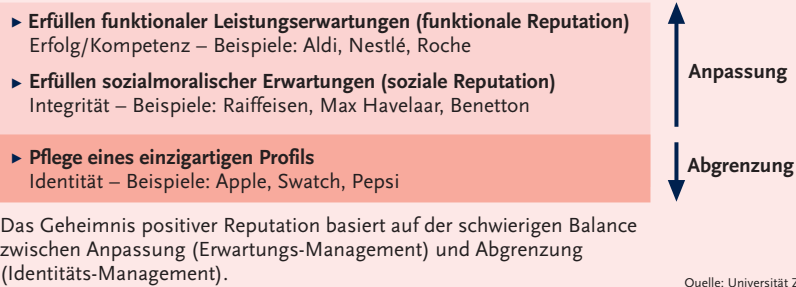 ▸ Erfüllen funktionaler Leistungserwartungen (funktionale Reputation)
Erfolg/Kompetenz – Beispiele: Aldi, Nestlé, Roche
▸ Erfüllen sozialmoralischer Erwartungen (soziale Reputation)
Integrität – Beispiele: Raiffeisen, Max Havelaar, Benetton
Anpassung
▸ Pflege eines einzigartigen Profils
Identität – Beispiele: Apple, Swatch, Pepsi
Abgrenzung
Das Geheimnis positiver Reputation basiert auf der schwierigen Balance
zwischen Anpassung (Erwartungs-Management) und Abgrenzung
(Identitäts-Management).
Quelle: Universität Z